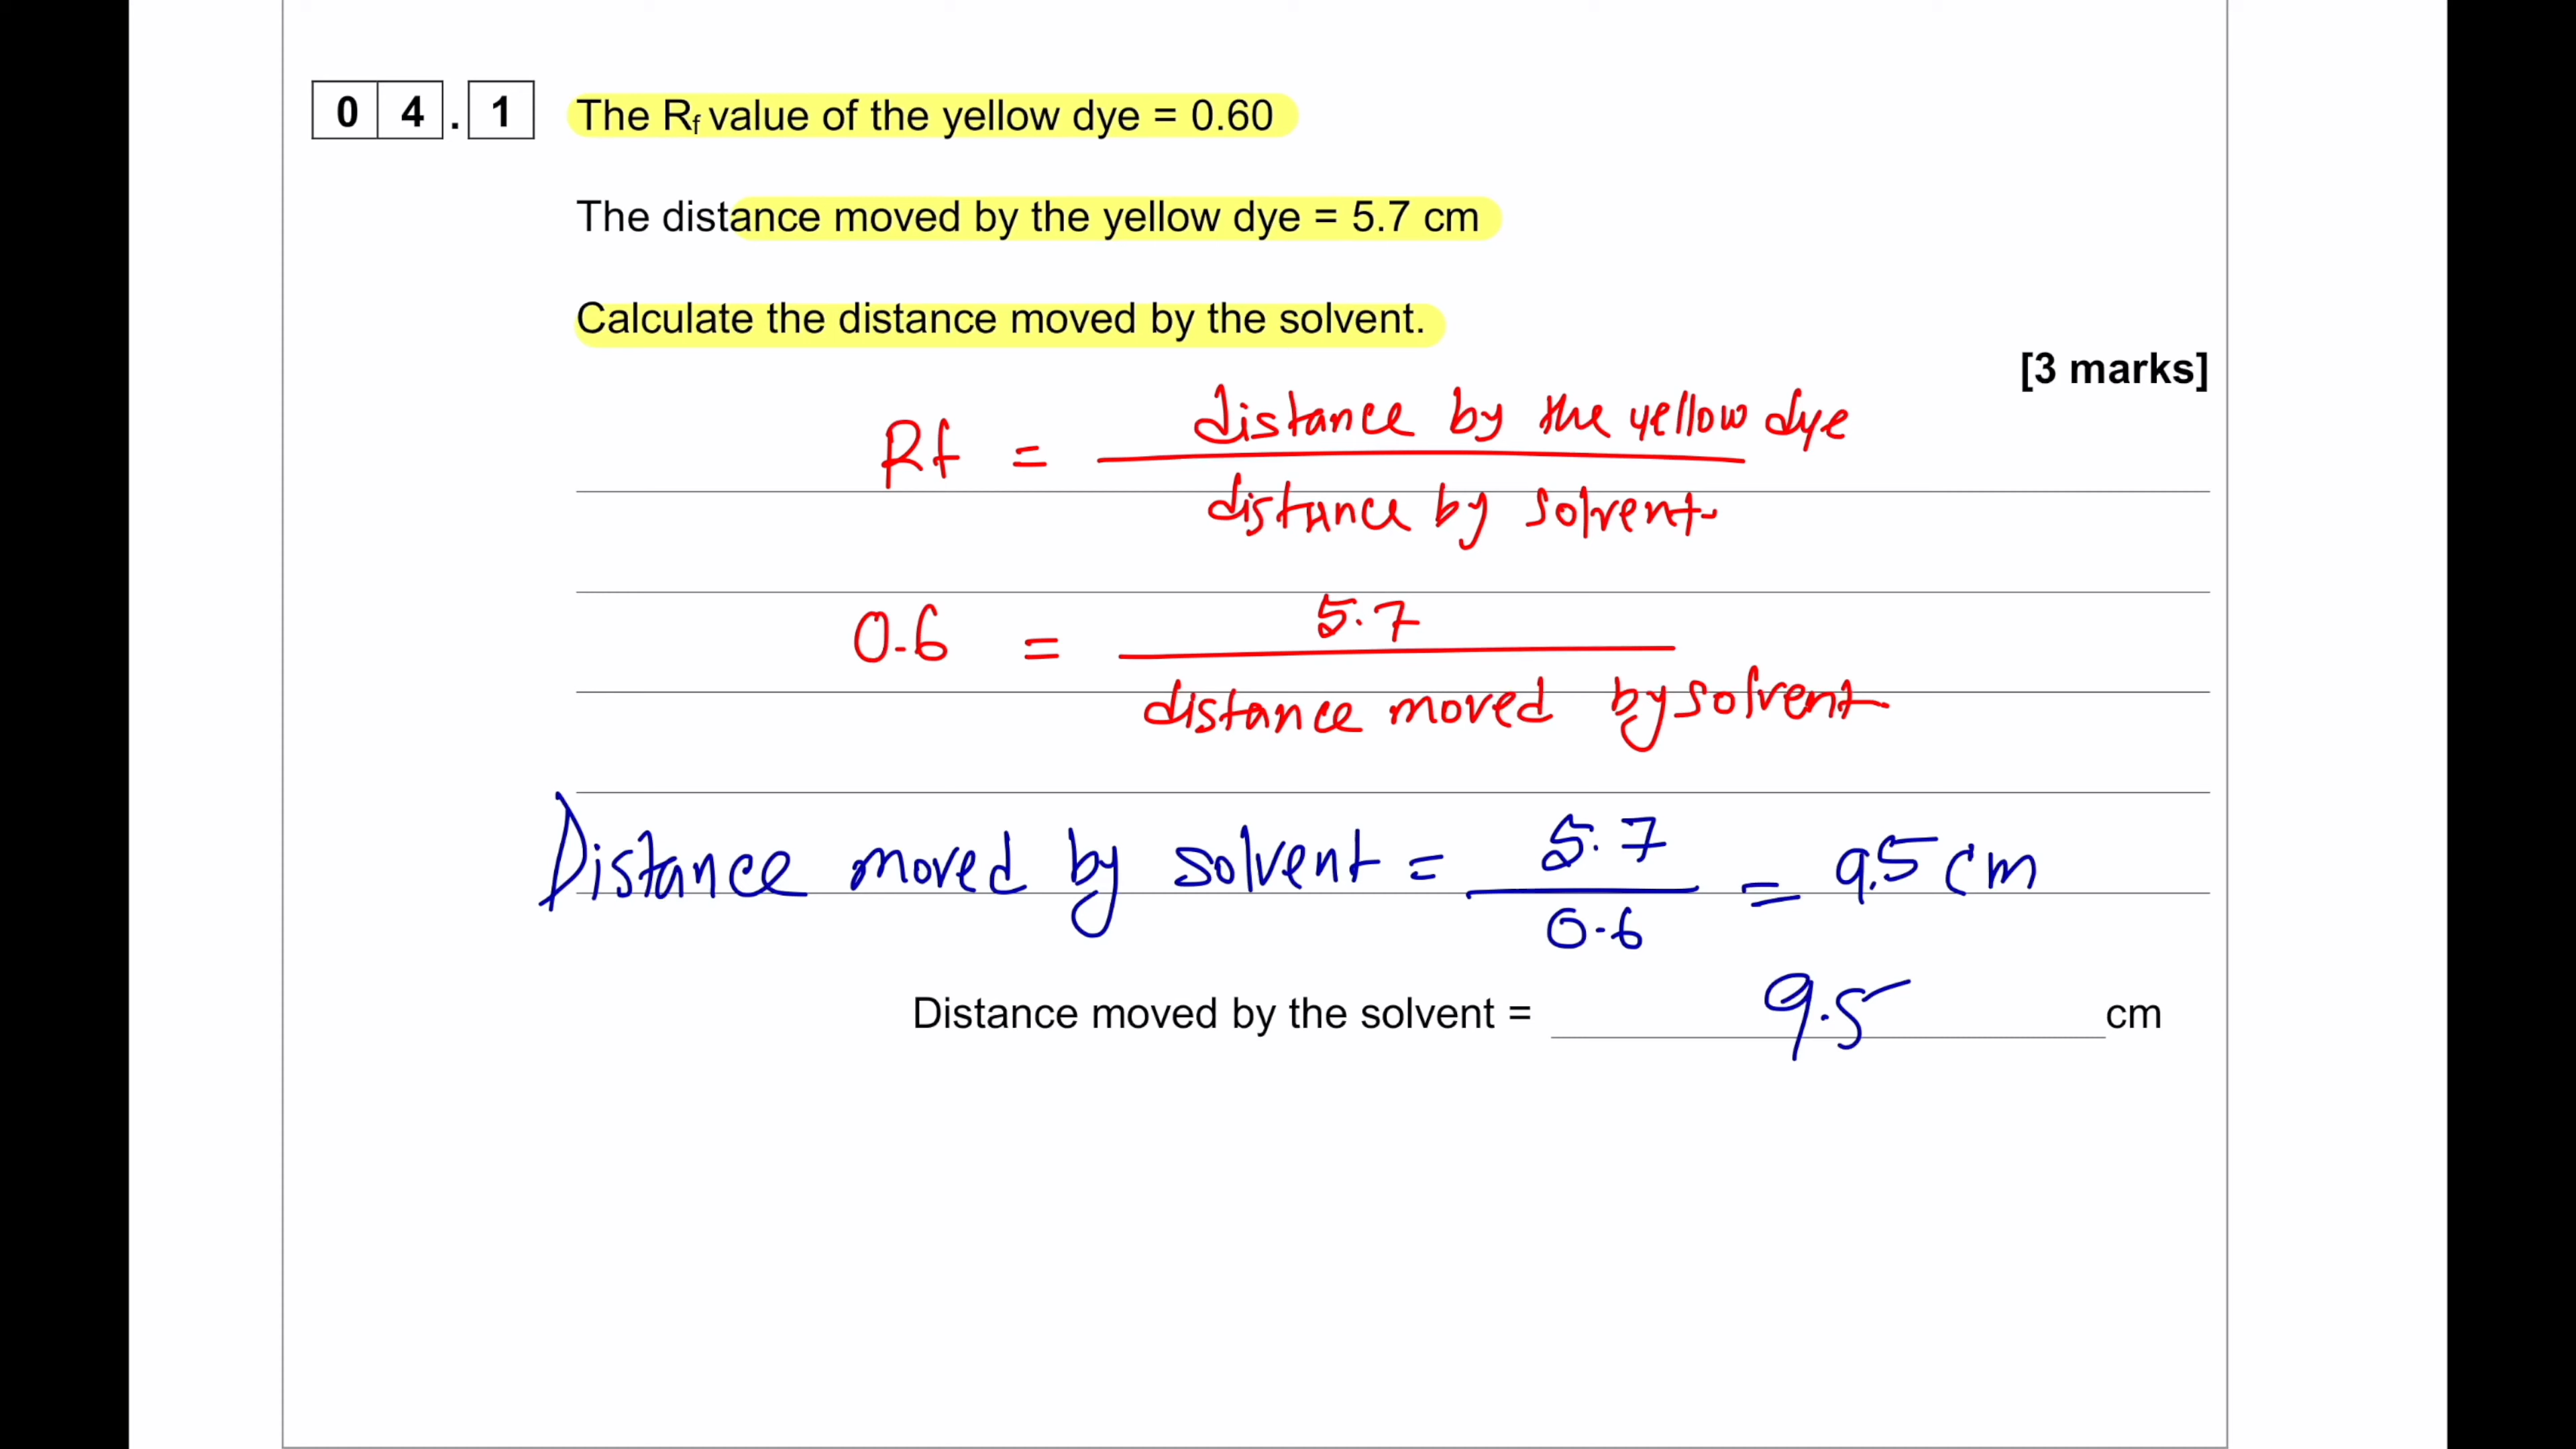 04.1 The Rf value of the yellow dye = 0.60
The distance moved by the yellow dye = 5.7 cm
Calculate the distance moved by the solvent.
[3 marks]
Rf = distance by the yellow dye
distance by solvent.
0.6 = 5.7
distance moved by solvent
Distance moved by solvent = 5.7 = 9.5 cm
0.6
Distance moved by the solvent = 9.5 cm